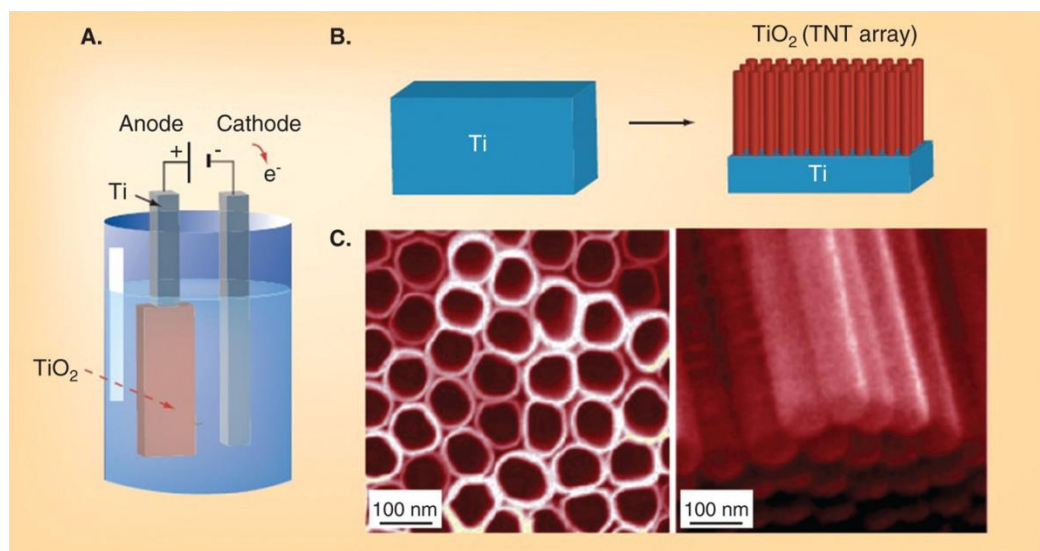 A.
Anode
Cathode
+
-
e⁻
Ti
TiO₂
B.
TiO₂ (TNT array)
Ti
Ti
C.
100 nm
100 nm